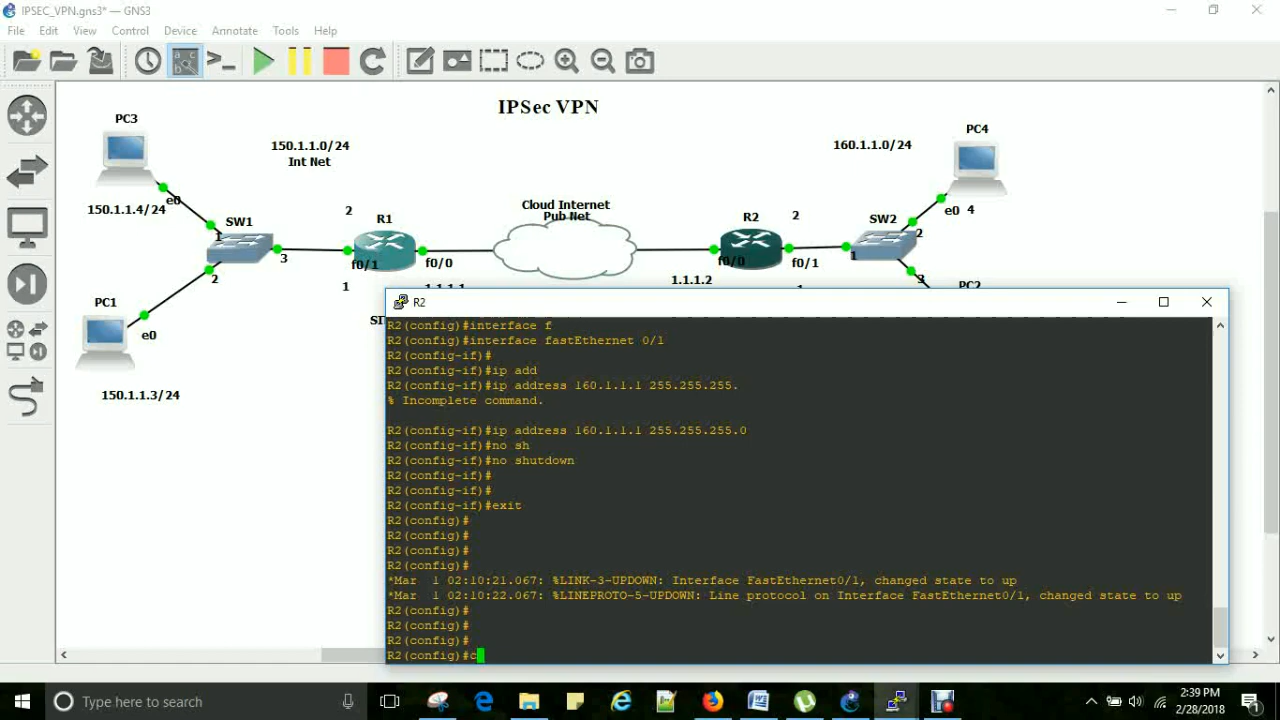 IPSEC_VPN.gns3* — GNS3
File Edit View Control Device Annotate Tools Help
IPSec VPN
PC3
150.1.1.0/24
Int Net
160.1.1.0/24
PC4
e0
150.1.1.4/24
SW1
1
2
3
2
R1
f0/1
f0/0
1
1.1.1.1
Cloud Internet
Pub Net
R2
2
f0/0
f0/1
1.1.1.2
1
SW2
1
2
3
e0 4
PC2
PC1
e0
150.1.1.3/24
R2
R2(config)#interface f
R2(config)#interface fastEthernet 0/1
R2(config-if)#
R2(config-if)#ip add
R2(config-if)#ip address 160.1.1.1 255.255.255.
% Incomplete command.
R2(config-if)#ip address 160.1.1.1 255.255.255.0
R2(config-if)#no sh
R2(config-if)#no shutdown
R2(config-if)#
R2(config-if)#
R2(config-if)#exit
R2(config)#
R2(config)#
R2(config)#
R2(config)#
*Mar 1 02:10:21.067: %LINK-3-UPDOWN: Interface FastEthernet0/1, changed state to up
*Mar 1 02:10:22.067: %LINEPROTO-5-UPDOWN: Line protocol on Interface FastEthernet0/1, changed state to up
R2(config)#
R2(config)#
R2(config)#
R2(config)#c
Type here to search
2:39 PM
2/28/2018
1